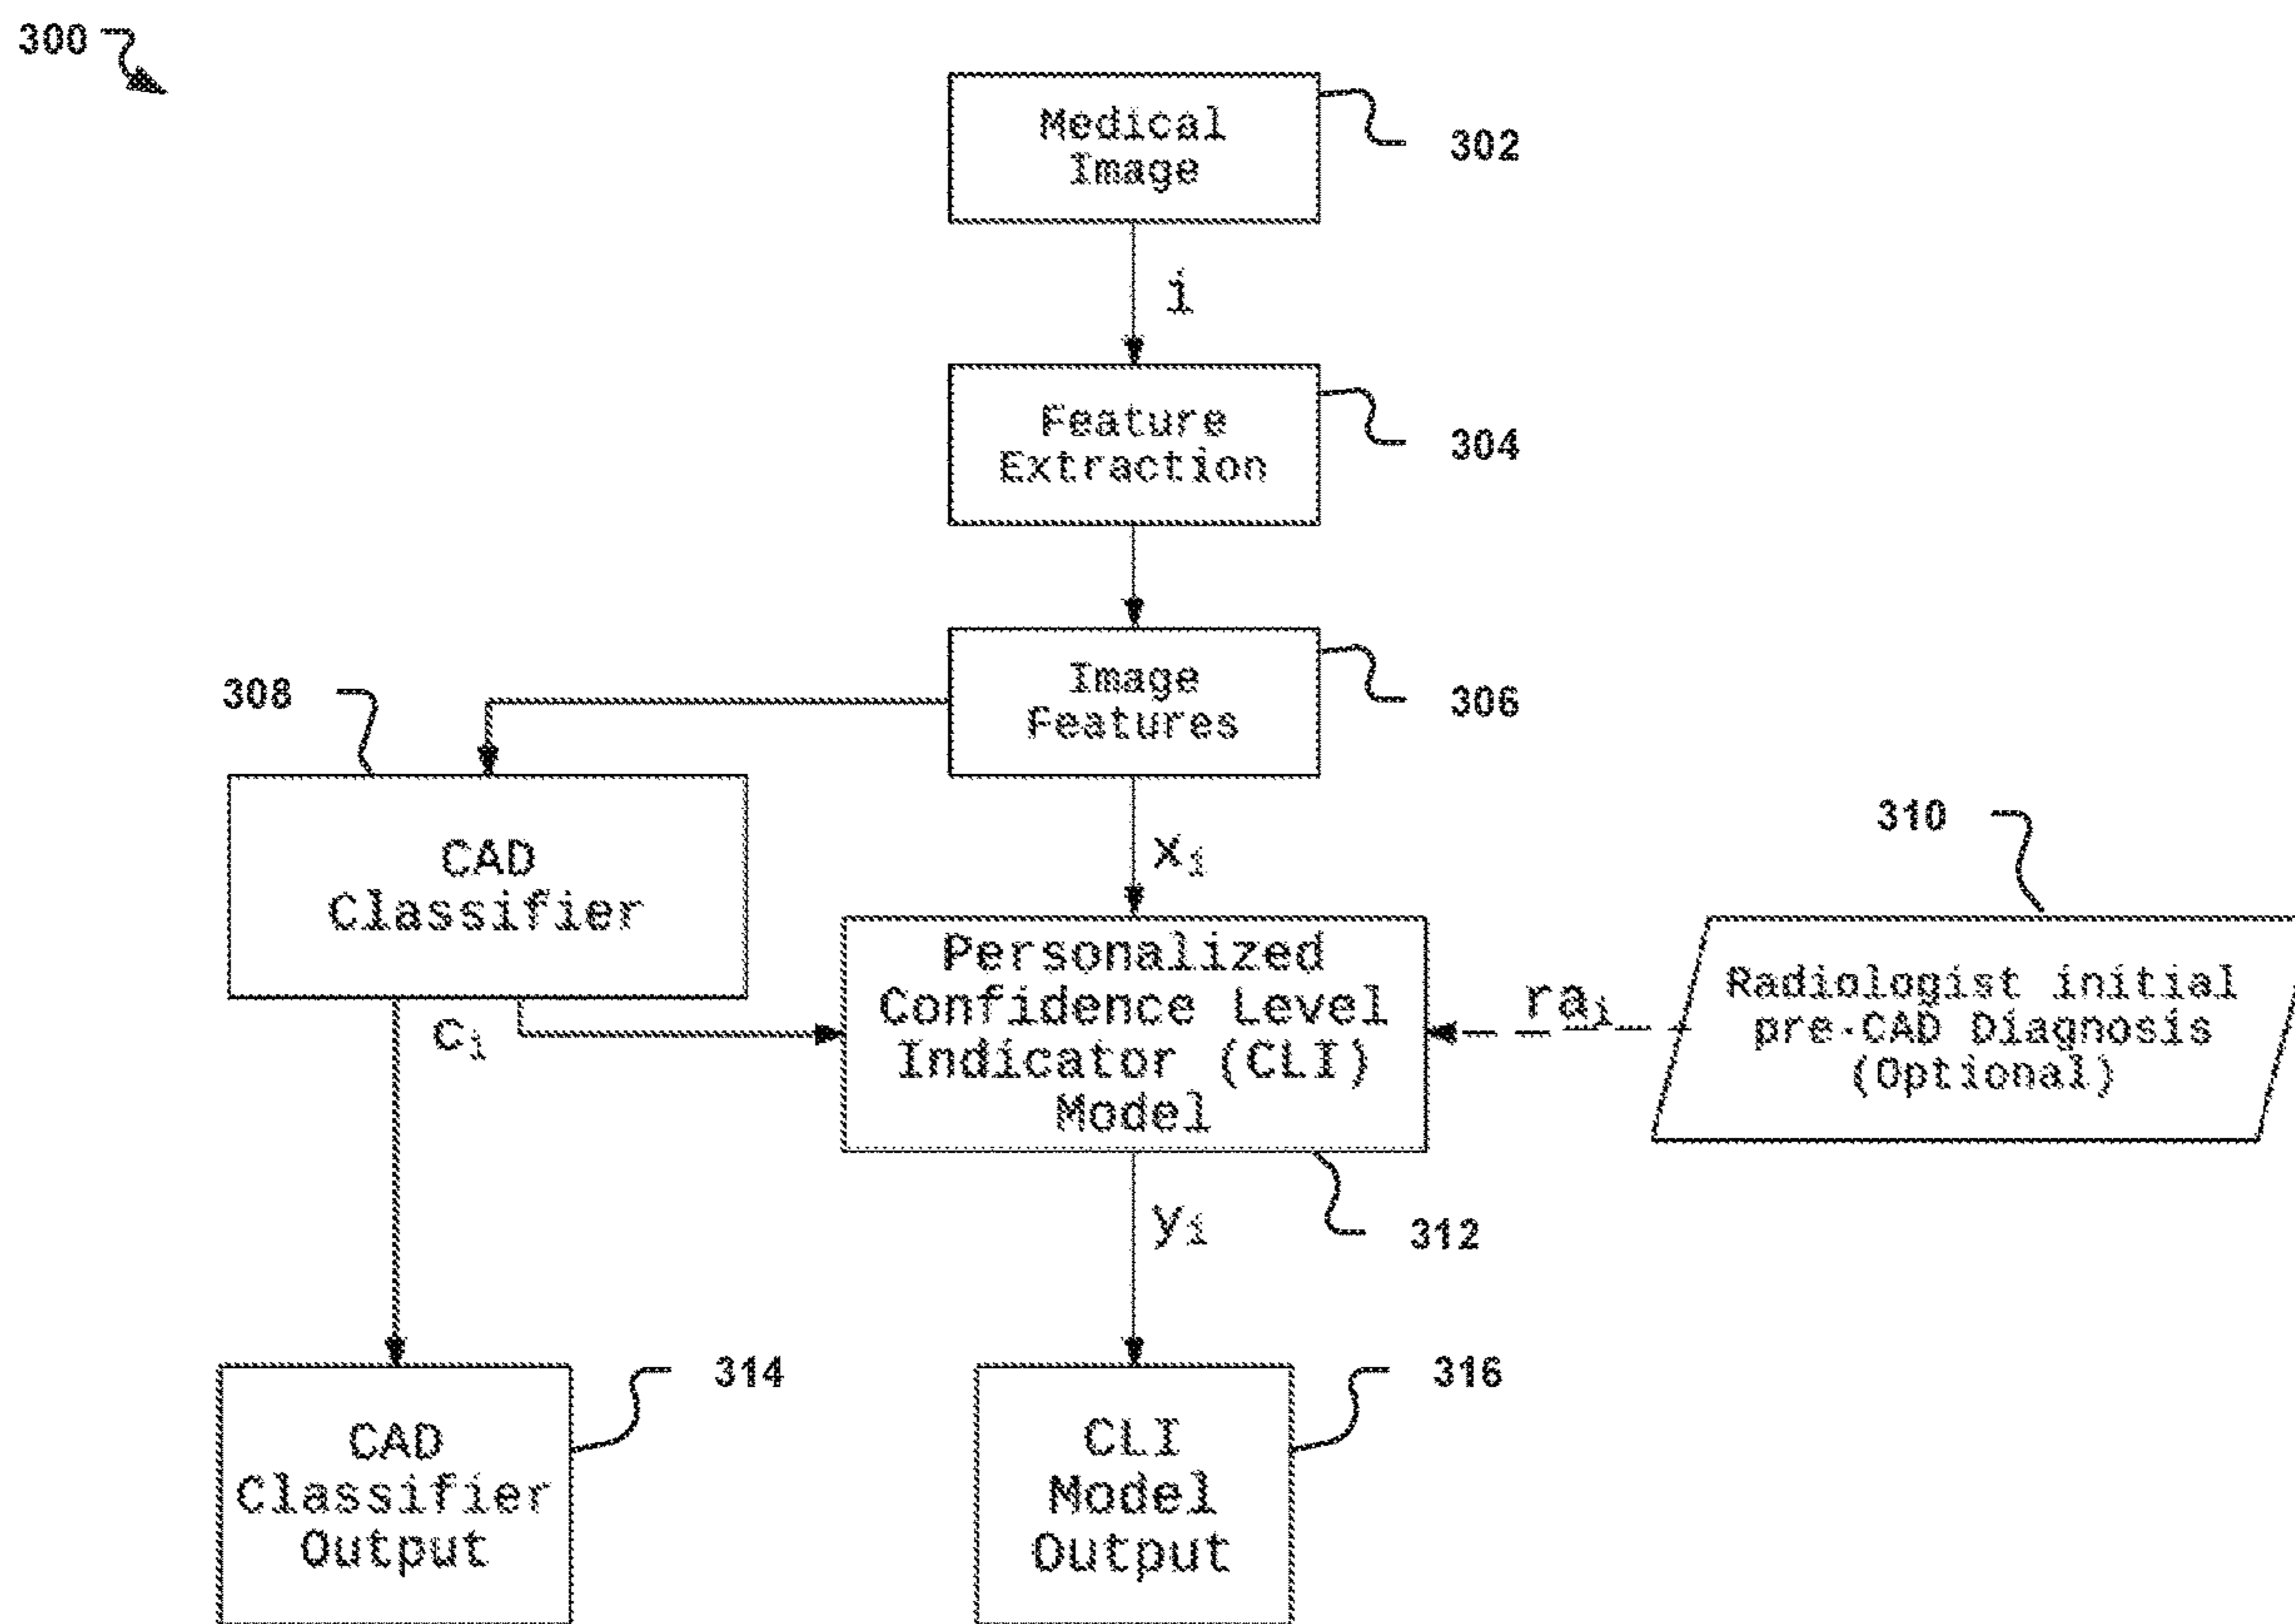 300
Medical
Image
302
i
Feature
Extraction
304
Image
Features
306
308
CAD
Classifier
xi
310
Personalized
Confidence Level
Indicator (CLI)
Model
rai
Radiologist initial
pre-CAD Diagnosis
(Optional)
ci
yi
312
CAD
Classifier
Output
314
CLI
Model
Output
316